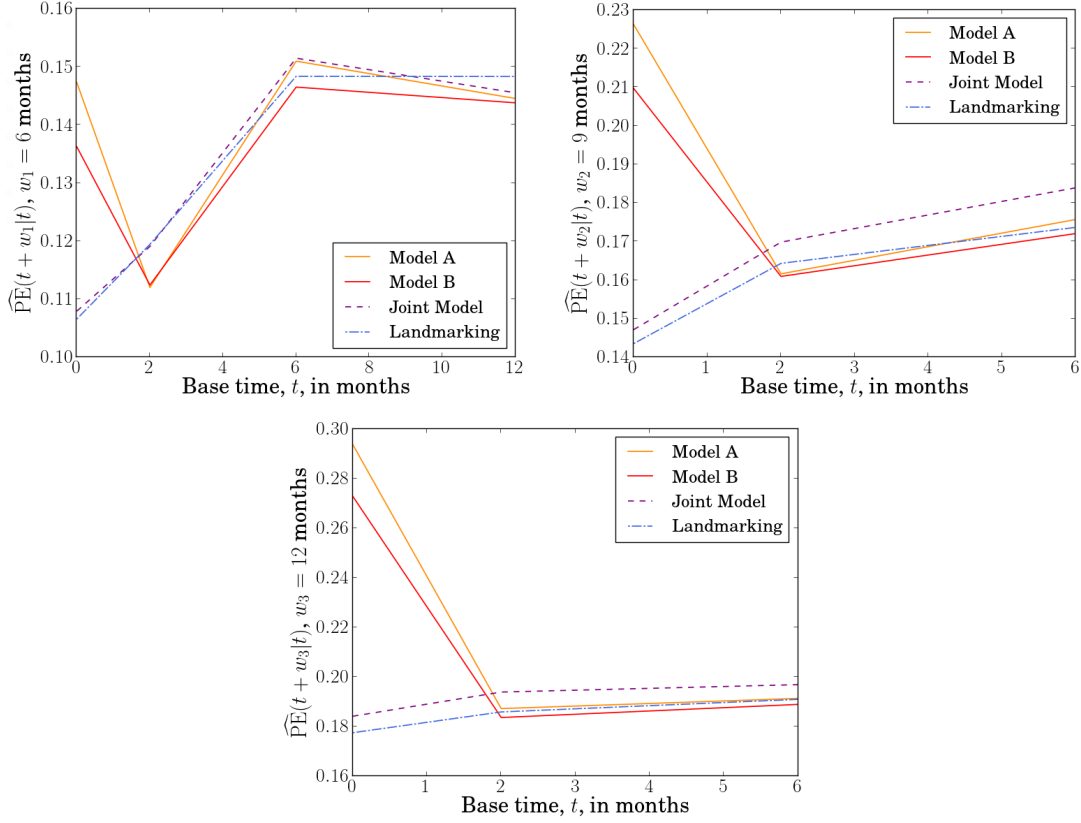 0.16
0.15
0.14
0.13
0.12
0.11
0.10
P̂E(t + w₁|t), w₁ = 6 months
Model A
Model B
Joint Model
Landmarking
0 2 4 6 8 10 12
Base time, t, in months
0.23
0.22
0.21
0.20
0.19
0.18
0.17
0.16
0.15
0.14
P̂E(t + w₂|t), w₂ = 9 months
Model A
Model B
Joint Model
Landmarking
0 1 2 3 4 5 6
Base time, t, in months
0.30
0.28
0.26
0.24
0.22
0.20
0.18
0.16
P̂E(t + w₃|t), w₃ = 12 months
Model A
Model B
Joint Model
Landmarking
0 1 2 3 4 5 6
Base time, t, in months